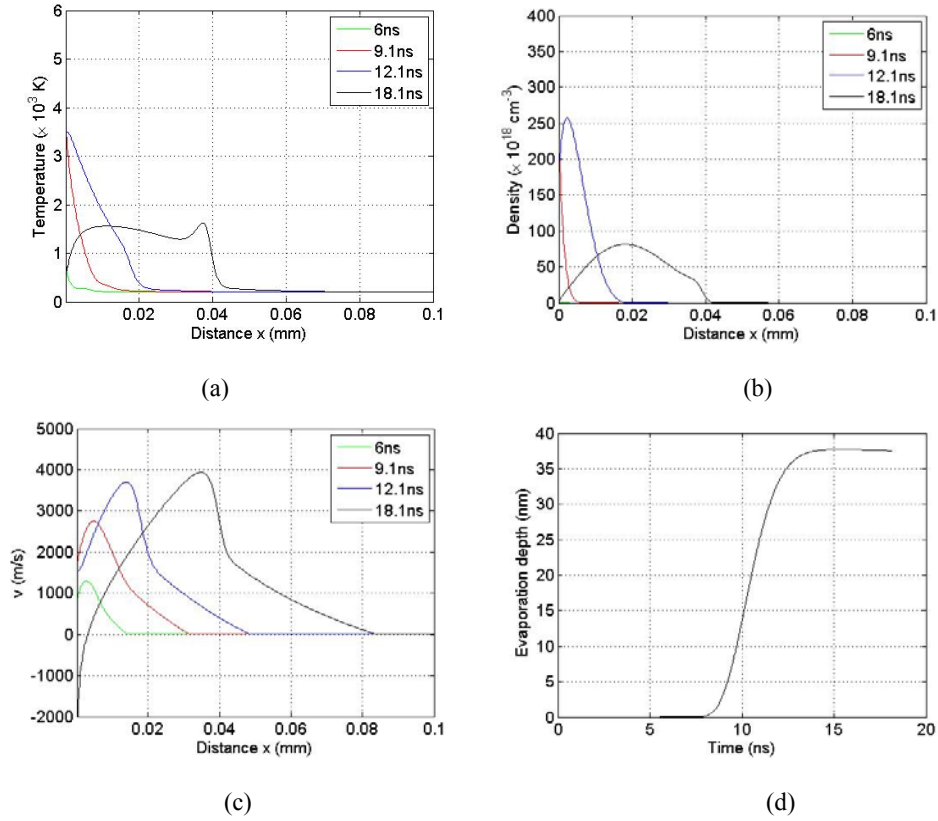 6
5
4
3
2
1
0
0.02
0.04
0.06
0.08
0.1
Temperature (× 10³ K)
Distance x (mm)
6ns
9.1ns
12.1ns
18.1ns
(a)
400
350
300
250
200
150
100
50
0
0
0.02
0.04
0.06
0.08
0.1
Density (× 10¹⁸ cm⁻³)
Distance x (mm)
6ns
9.1ns
12.1ns
18.1ns
(b)
5000
4000
3000
2000
1000
0
-1000
-2000
0.02
0.04
0.06
0.08
0.1
v (m/s)
Distance x (mm)
6ns
9.1ns
12.1ns
18.1ns
(c)
40
35
30
25
20
15
10
5
0
0
5
10
15
20
Evaporation depth (nm)
Time (ns)
(d)